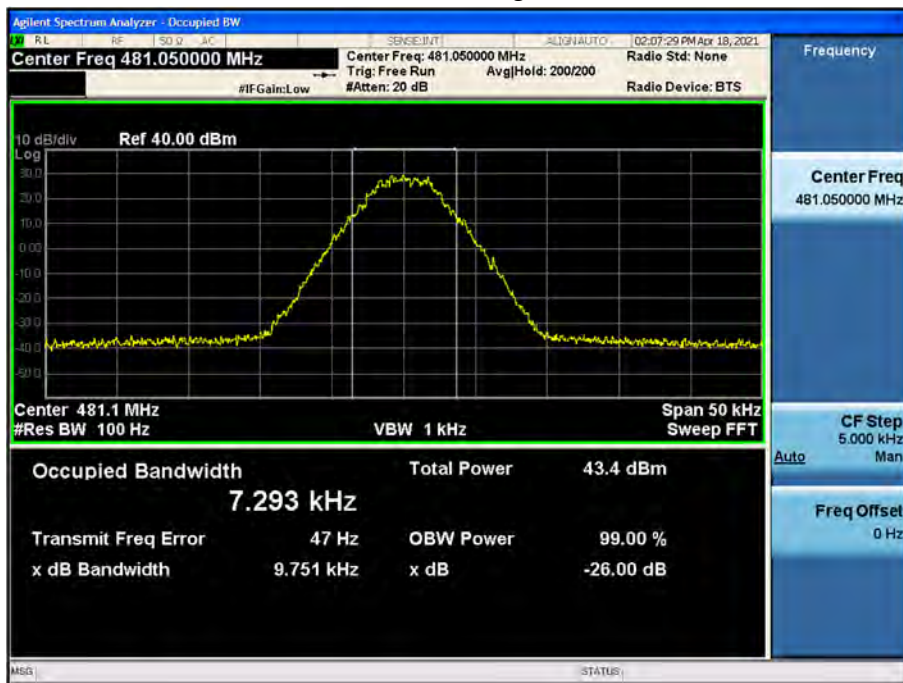 Agilent Spectrum Analyzer - Occupied BW
RL RF 50 Ω AC SENSE:INT ALIGN AUTO 02:07:29 PM Apr 18, 2021
Center Freq 481.050000 MHz
Center Freq: 481.050000 MHz
Radio Std: None
Trig: Free Run Avg|Hold: 200/200
#IFGain:Low #Atten: 20 dB
Radio Device: BTS
10 dB/div Ref 40.00 dBm
Log
30.0
20.0
10.0
0.00
-10.0
-20.0
-30.0
-40.0
-50.0
Center 481.1 MHz Span 50 kHz
#Res BW 100 Hz VBW 1 kHz Sweep FFT
Occupied Bandwidth Total Power 43.4 dBm
7.293 kHz
Transmit Freq Error 47 Hz OBW Power 99.00 %
x dB Bandwidth 9.751 kHz x dB -26.00 dB
Frequency
Center Freq
481.050000 MHz
CF Step
5.000 kHz
Auto Man
Freq Offset
0 Hz
MSG STATUS